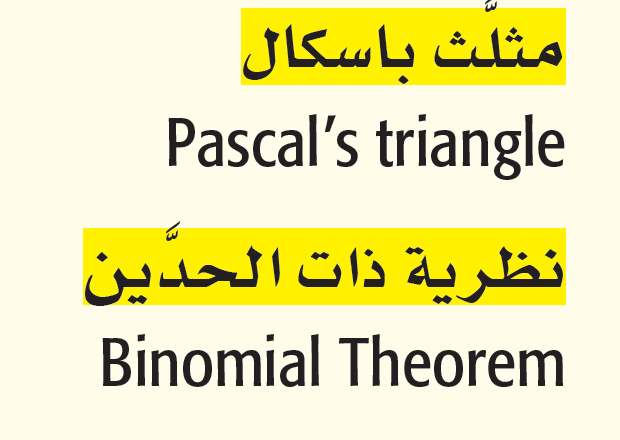 مثلَّث باسكال
Pascal’s triangle
نظرية ذات الحدَّين
Binomial Theorem